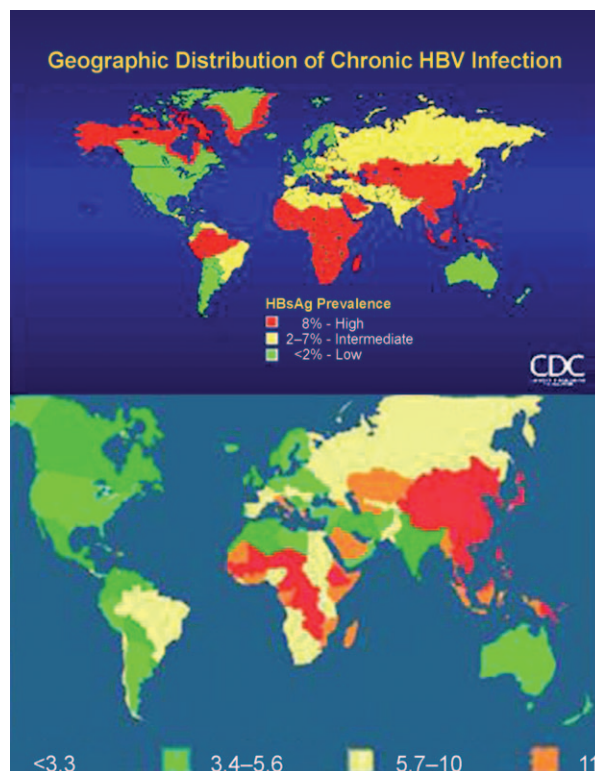 Geographic Distribution of Chronic HBV Infection
HBsAg Prevalence
8% - High
2–7% - Intermediate
<2% - Low
CDC
<3.3 3.4–5.6 5.7–10 11